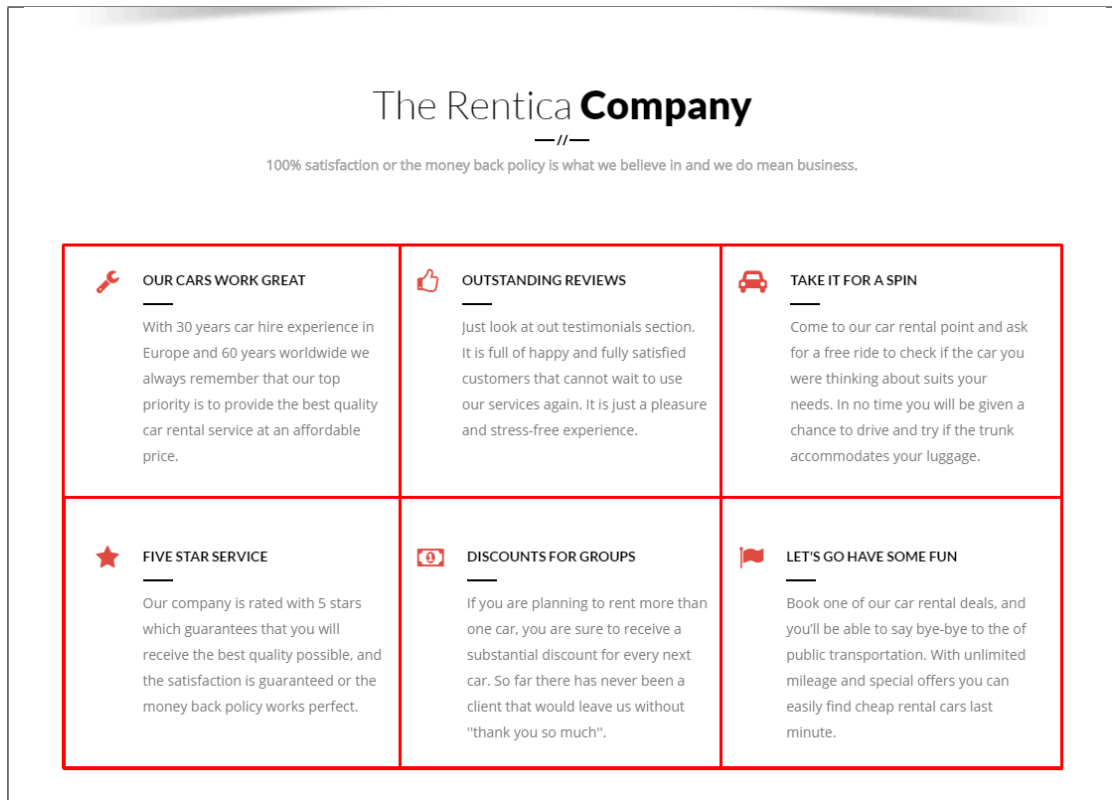 The Rentica Company
//
100% satisfaction or the money back policy is what we believe in and we do mean business.
OUR CARS WORK GREAT
With 30 years car hire experience in
Europe and 60 years worldwide we
always remember that our top
priority is to provide the best quality
car rental service at an affordable
price.
OUTSTANDING REVIEWS
Just look at out testimonials section.
It is full of happy and fully satisfied
customers that cannot wait to use
our services again. It is just a pleasure
and stress-free experience.
TAKE IT FOR A SPIN
Come to our car rental point and ask
for a free ride to check if the car you
were thinking about suits your
needs. In no time you will be given a
chance to drive and try if the trunk
accommodates your luggage.
FIVE STAR SERVICE
Our company is rated with 5 stars
which guarantees that you will
receive the best quality possible, and
the satisfaction is guaranteed or the
money back policy works perfect.
DISCOUNTS FOR GROUPS
If you are planning to rent more than
one car, you are sure to receive a
substantial discount for every next
car. So far there has never been a
client that would leave us without
''thank you so much''.
LET'S GO HAVE SOME FUN
Book one of our car rental deals, and
you'll be able to say bye-bye to the of
public transportation. With unlimited
mileage and special offers you can
easily find cheap rental cars last
minute.